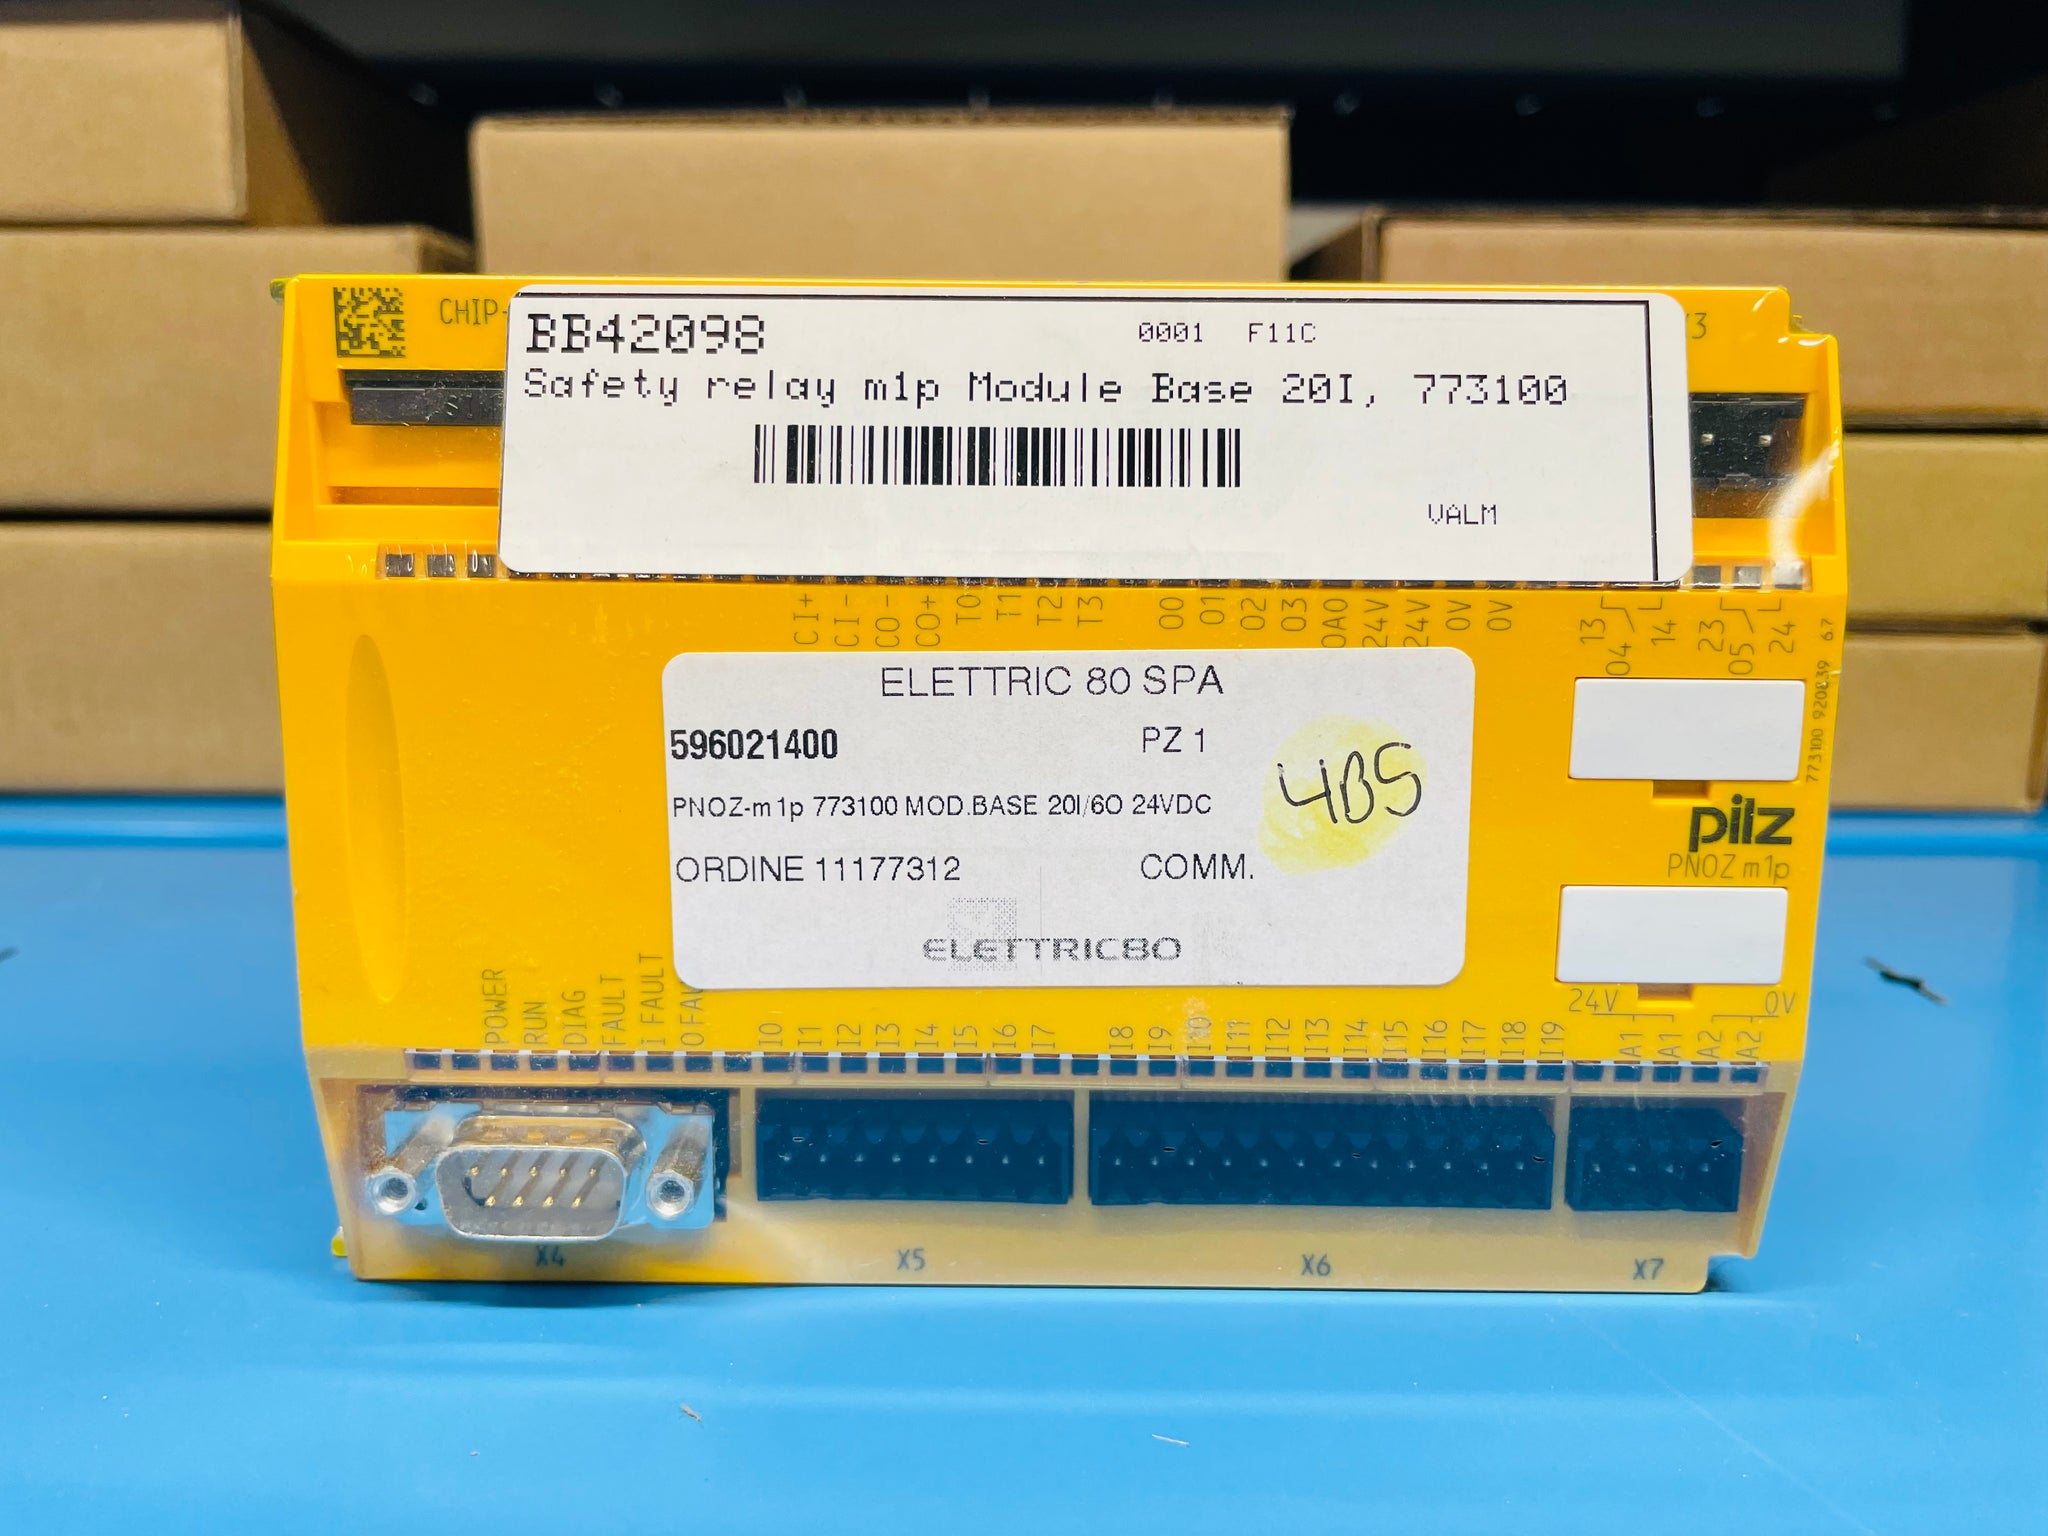 CHIP-
BB42098
0001 F11C
Safety relay m1p Module Base 20I, 773100
VALM
CI+ CI- CO- CO+ T0 T1 T2 T3 O0 O1 O2 O3 OA0 24V 24V 0V 0V
13 O4 14 23 O5 24
ELETTRIC 80 SPA
596021400 PZ 1
PNOZ-m1p 773100 MOD.BASE 20I/6O 24VDC
4BS
ORDINE 11177312 COMM.
ELETTRIC80
pilz
PNOZ m1p
24V 0V
POWER
RUN
DIAG
FAULT
I FAULT
O FAU
I0 I1 I2 I3 I4 I5 I6 I7 I8 I9 I10 I11 I12 I13 I14 I15 I16 I17 I18 I19 A1 A1 A2 A2
X4 X5 X6 X7